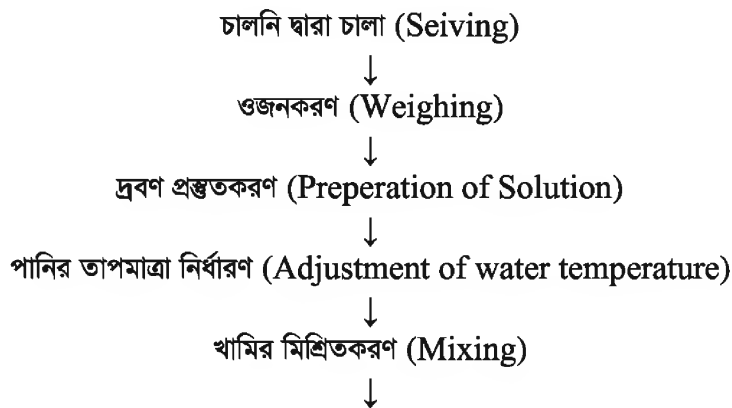 চালনি দ্বারা চালা (Seiving)
↓
ওজনকরণ (Weighing)
↓
দ্রবণ প্রস্তুতকরণ (Preperation of Solution)
↓
পানির তাপমাত্রা নির্ধারণ (Adjustment of water temperature)
↓
খামির মিশ্রিতকরণ (Mixing)
↓